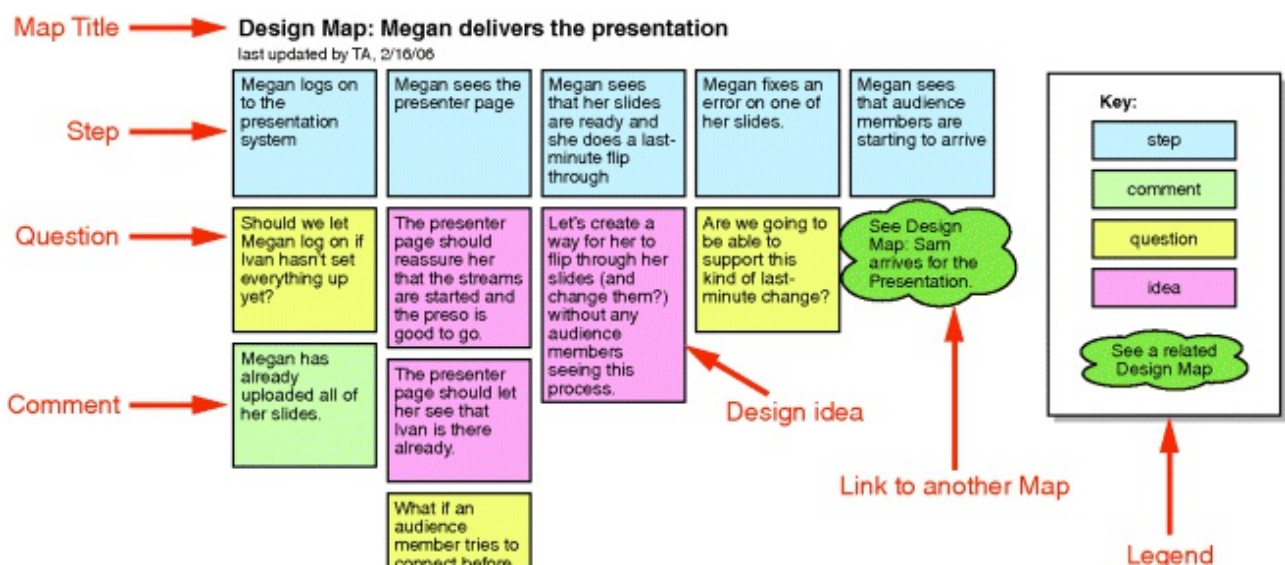 Map Title
Design Map: Megan delivers the presentation
last updated by TA, 2/16/06
Step
Megan logs on
to the
presentation
system
Megan sees the
presenter page
Megan sees
that her slides
are ready and
she does a last-
minute flip
through
Megan fixes an
error on one of
her slides.
Megan sees
that audience
members are
starting to arrive
Question
Should we let
Megan log on if
Ivan hasn't set
everything up
yet?
The presenter
page should
reassure her
that the streams
are started and
the preso is
good to go.
Let's create a
way for her to
flip through her
slides (and
change them?)
without any
audience
members
seeing this
process.
Are we going to
be able to
support this
kind of last-
minute change?
See Design
Map: Sam
arrives for the
Presentation.
Comment
Megan has
already
uploaded all of
her slides.
The presenter
page should let
her see that
Ivan is there
already.
What if an
audience
member tries to
connect before
Design idea
Link to another Map
Key:
step
comment
question
idea
See a related
Design Map
Legend